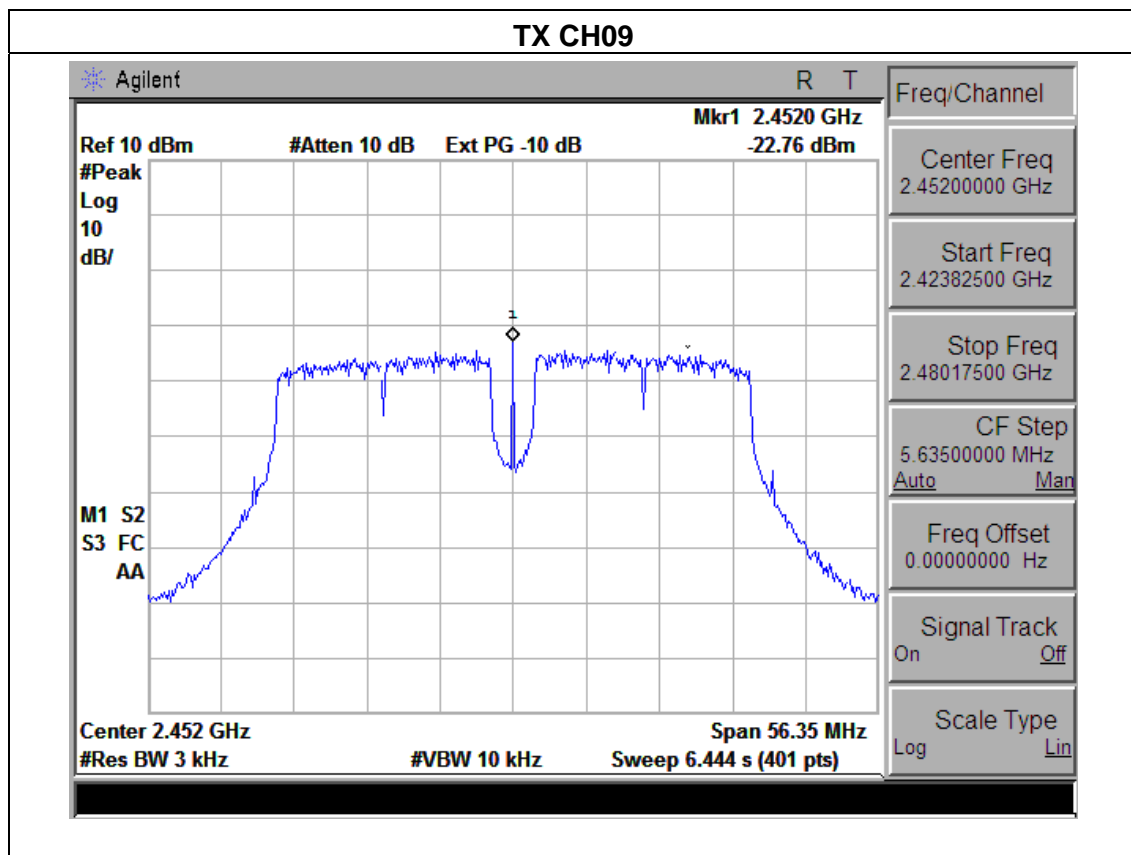 TX CH09
Agilent R T
Mkr1 2.4520 GHz
Ref 10 dBm #Atten 10 dB Ext PG -10 dB -22.76 dBm
#Peak
Log
10
dB/
1
M1 S2
S3 FC
AA
Center 2.452 GHz Span 56.35 MHz
#Res BW 3 kHz #VBW 10 kHz Sweep 6.444 s (401 pts)
Freq/Channel
Center Freq
2.45200000 GHz
Start Freq
2.42382500 GHz
Stop Freq
2.48017500 GHz
CF Step
5.63500000 MHz
Auto Man
Freq Offset
0.00000000 Hz
Signal Track
On Off
Scale Type
Log Lin